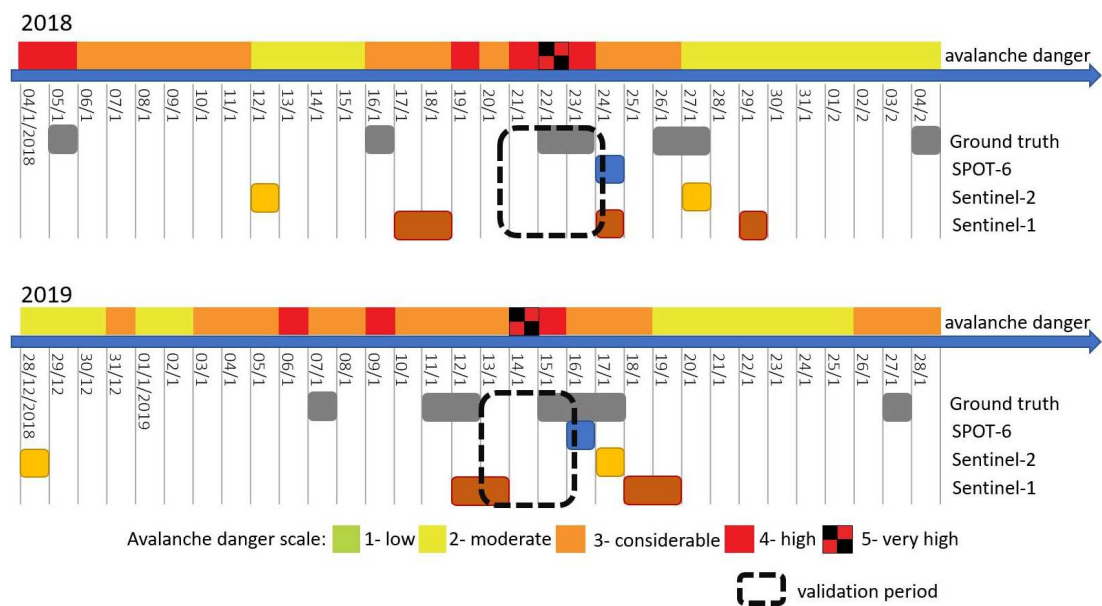 2018
avalanche danger
04/1/2018 05/1 06/1 07/1 08/1 09/1 10/1 11/1 12/1 13/1 14/1 15/1 16/1 17/1 18/1 19/1 20/1 21/1 22/1 23/1 24/1 25/1 26/1 27/1 28/1 29/1 30/1 31/1 01/2 02/2 03/2 04/2
Ground truth
SPOT-6
Sentinel-2
Sentinel-1
2019
avalanche danger
28/12/2018 29/12 30/12 31/12 01/1/2019 02/1 03/1 04/1 05/1 06/1 07/1 08/1 09/1 10/1 11/1 12/1 13/1 14/1 15/1 16/1 17/1 18/1 19/1 20/1 21/1 22/1 23/1 24/1 25/1 26/1 27/1 28/1
Ground truth
SPOT-6
Sentinel-2
Sentinel-1
Avalanche danger scale: 1- low 2- moderate 3- considerable 4- high 5- very high
validation period